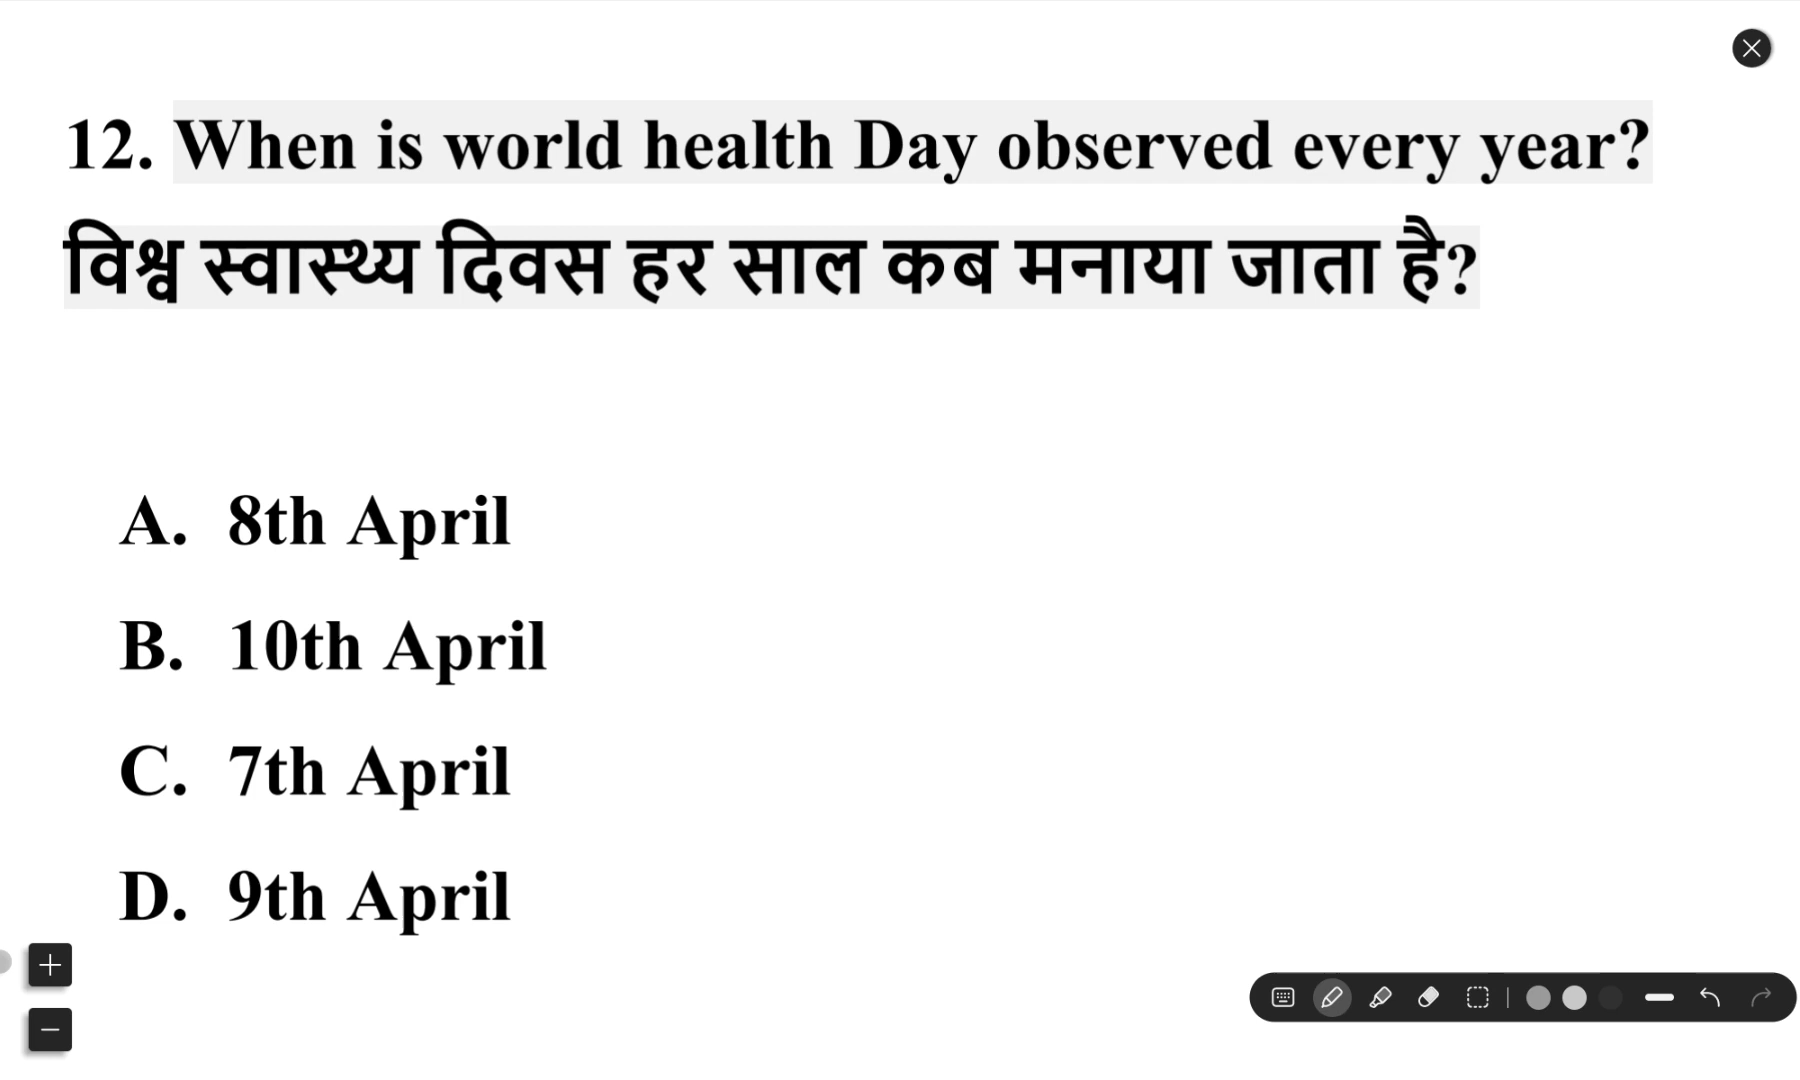 12. When is world health Day observed every year?
विश्व स्वास्थ्य दिवस हर साल कब मनाया जाता है?
A. 8th April
B. 10th April
C. 7th April
D. 9th April